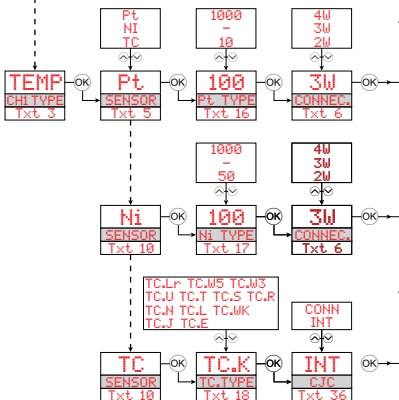 Pt
NI
TC
1000
-
10
4W
3W
2W
TEMP
CH1 TYPE
Txt 3
OK
Pt
SENSOR
Txt 5
OK
100
Pt TYPE
Txt 16
OK
3W
CONNEC.
Txt 6
OK
1000
-
50
4W
3W
2W
Ni
SENSOR
Txt 10
OK
100
Ni TYPE
Txt 17
OK
3W
CONNEC.
Txt 6
OK
TC.Lr TC.W5 TC.W3
TC.U TC.T TC.S TC.R
TC.N TC.L TC.WK
TC.J TC.E
CONN
INT
TC
SENSOR
Txt 10
OK
TC.K
TC.TYPE
Txt 18
OK
INT
CJC
Txt 36
OK